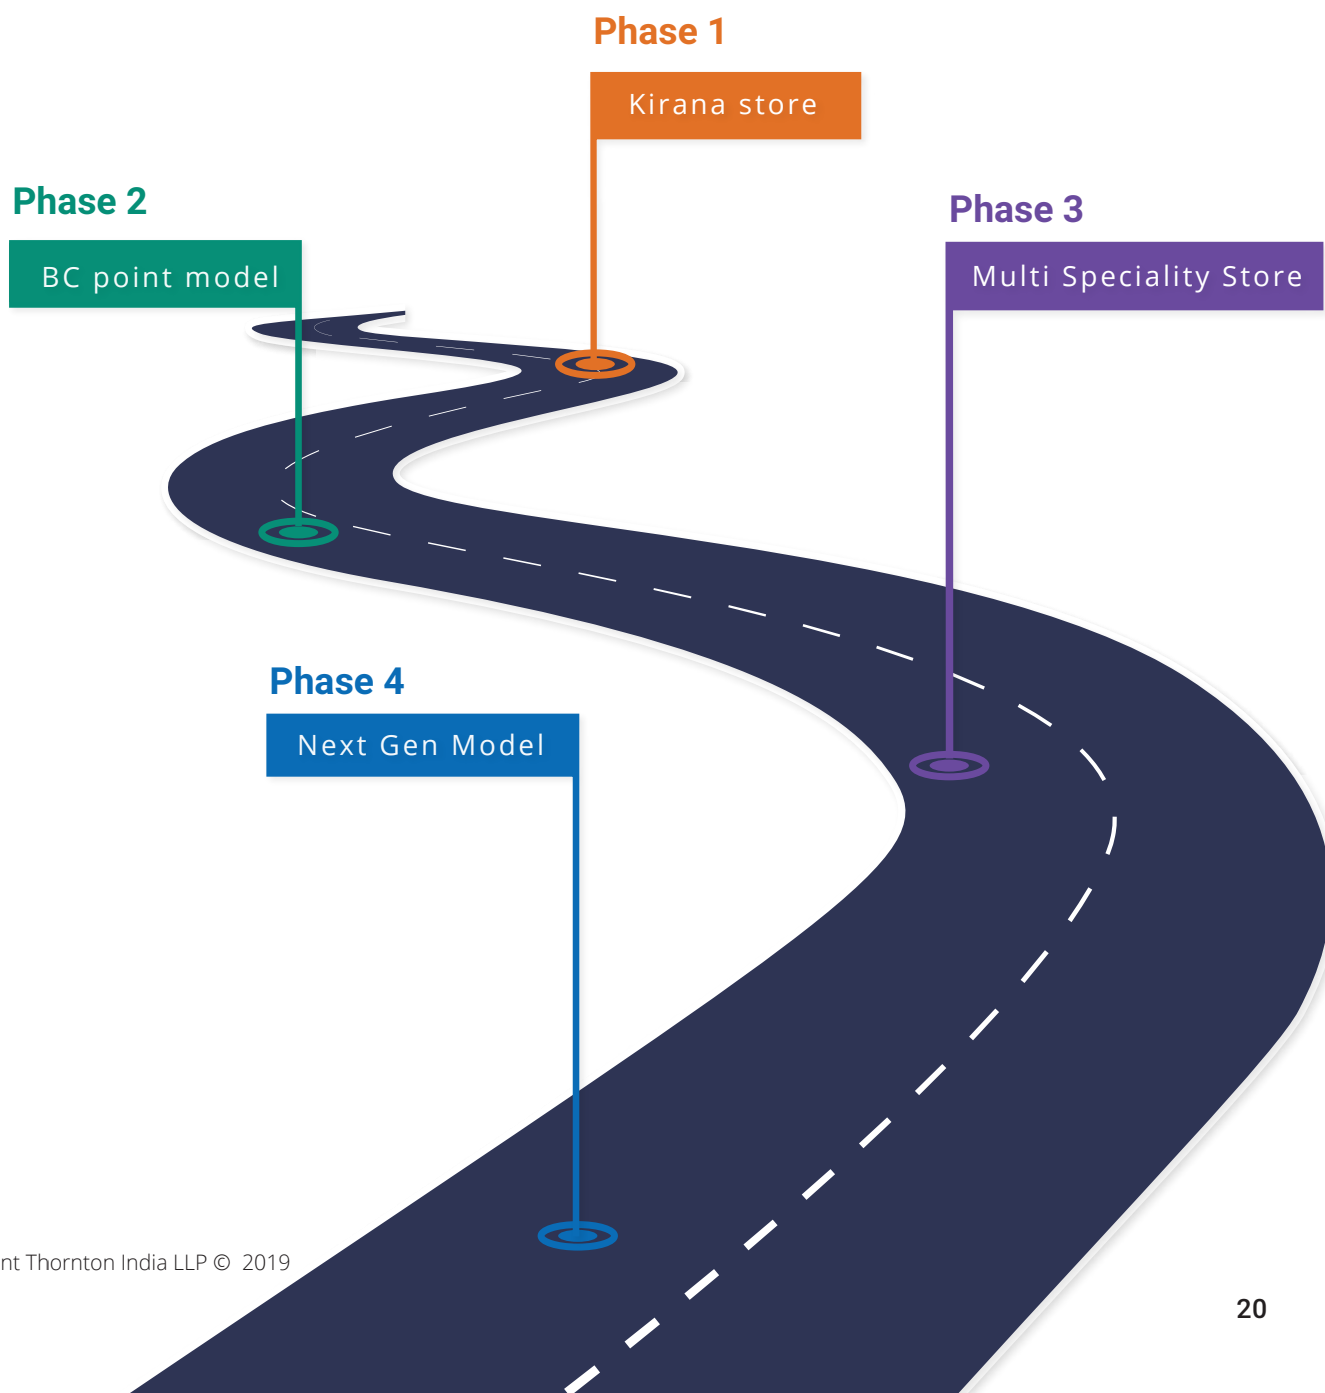 Phase 1
Kirana store
Phase 2
BC point model
Phase 3
Multi Speciality Store
Phase 4
Next Gen Model
nt Thornton India LLP © 2019
20